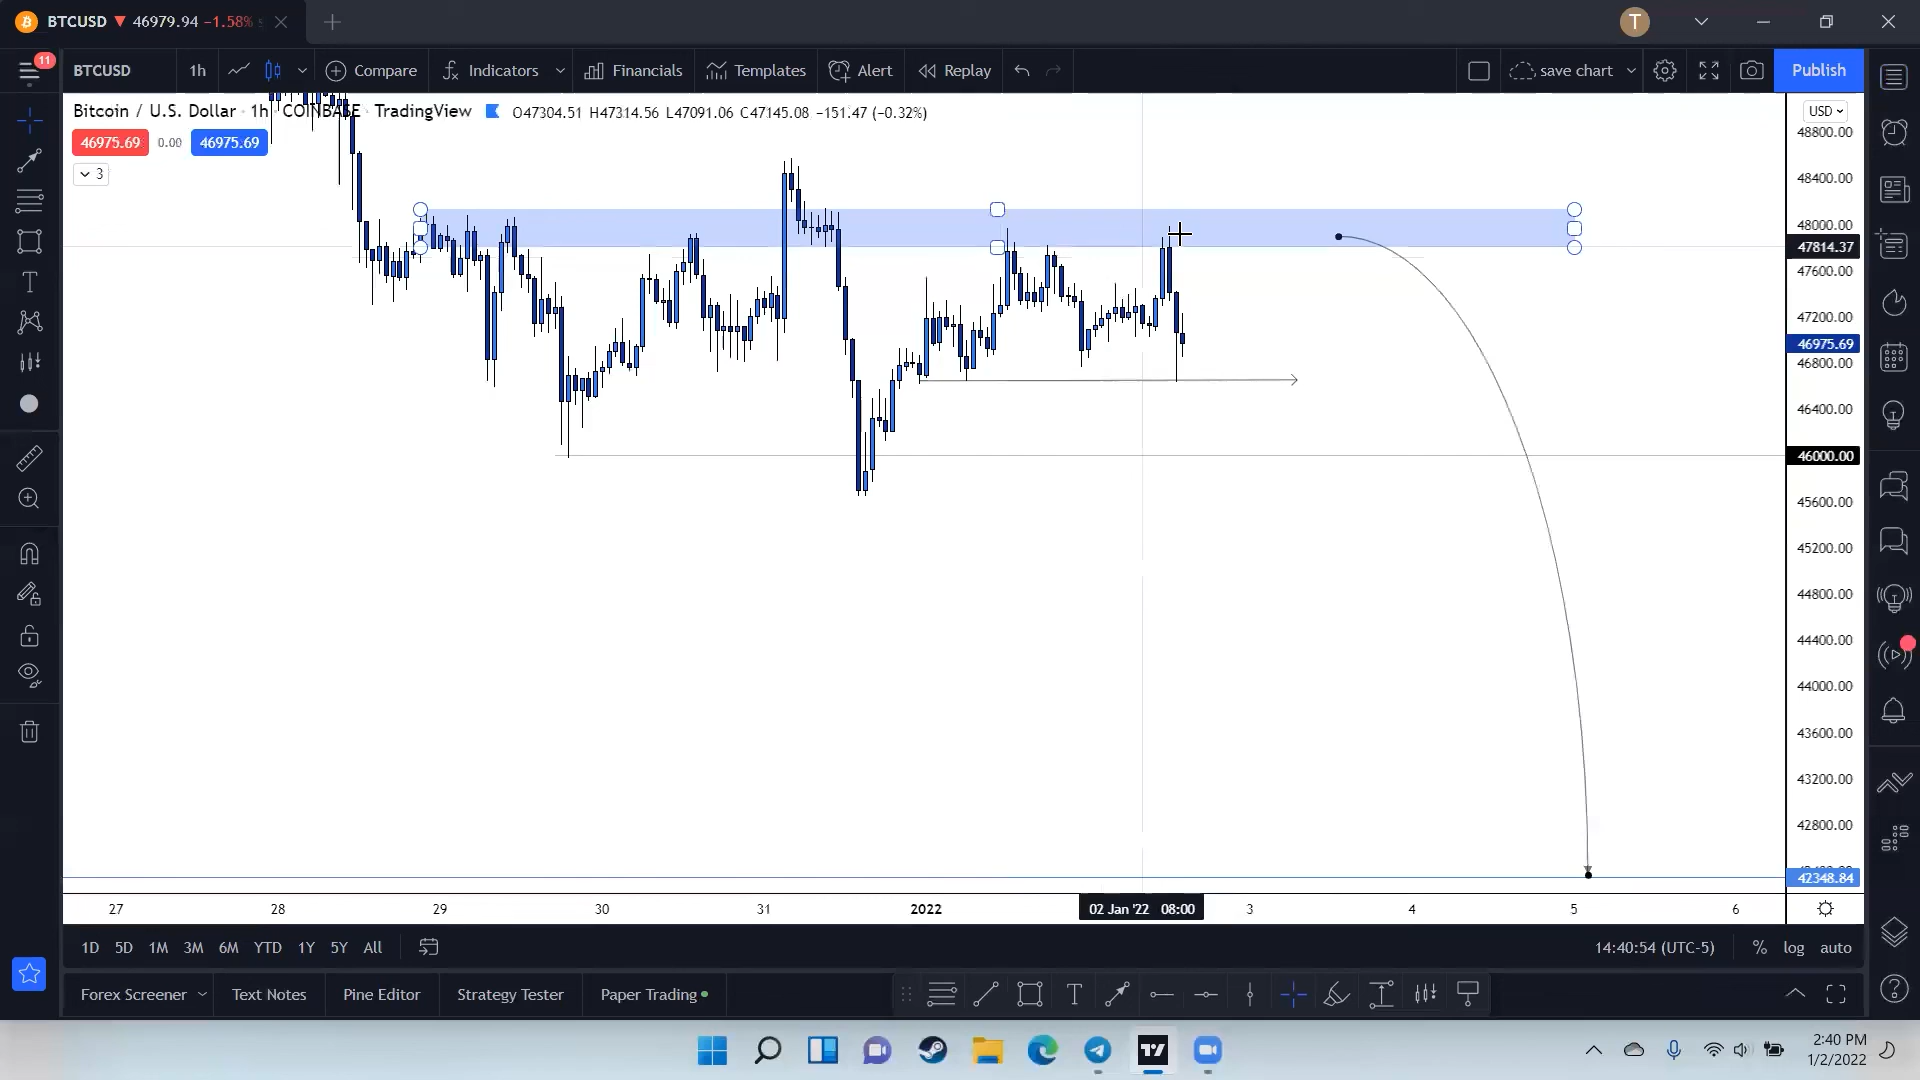 BTCUSD ▼ 46979.94 −1.58%
T
11
BTCUSD 1h Compare Indicators Financials Templates Alert Replay save chart Publish
Bitcoin / U.S. Dollar · 1h · COINBASE · TradingView O47304.51 H47314.56 L47091.06 C47145.08 −151.47 (−0.32%)
USD
46975.69 0.00 46975.69
3
48800.00
48400.00
48000.00
47814.37
47600.00
47200.00
46975.69
46800.00
46400.00
46000.00
45600.00
45200.00
44800.00
44400.00
44000.00
43600.00
43200.00
42800.00
42348.84
27 28 29 30 31 2022 02 Jan '22 08:00 3 4 5 6
1D 5D 1M 3M 6M YTD 1Y 5Y All 14:40:54 (UTC-5) % log auto
Forex Screener Text Notes Pine Editor Strategy Tester Paper Trading
2:40 PM
1/2/2022